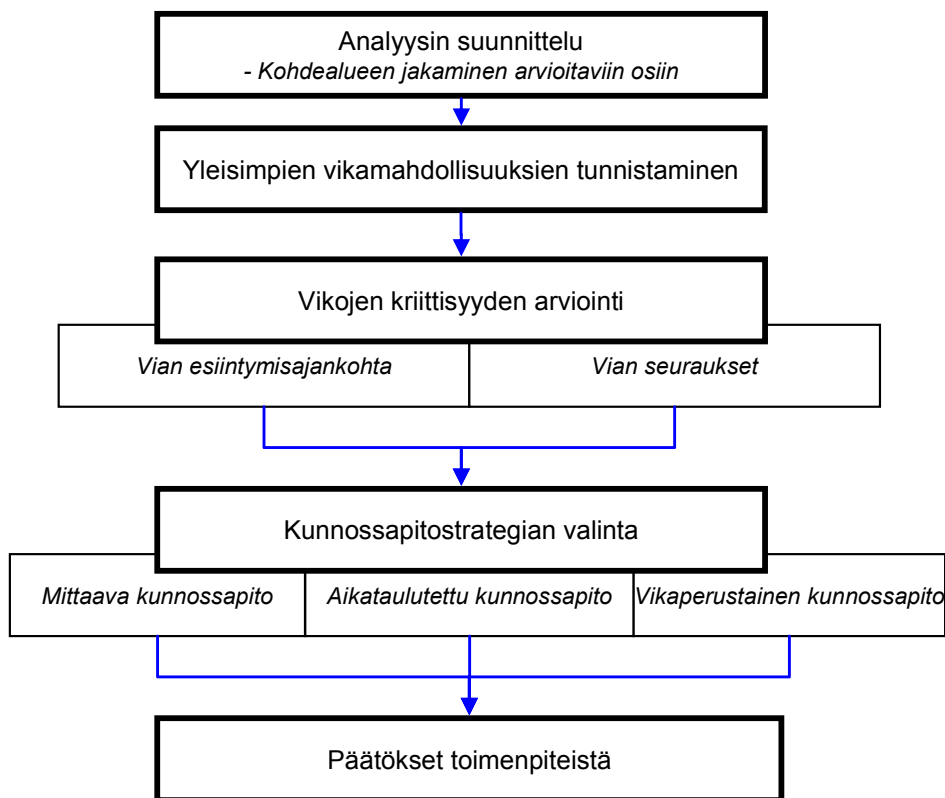 Analyysin suunnittelu
- Kohdealueen jakaminen arvioitaviin osiin
Yleisimpien vikamahdollisuuksien tunnistaminen
Vikojen kriittisyyden arviointi
Vian esiintymisajankohta
Vian seuraukset
Kunnossapitostrategian valinta
Mittaava kunnossapito
Aikataulutettu kunnossapito
Vikaperustainen kunnossapito
Päätökset toimenpiteistä